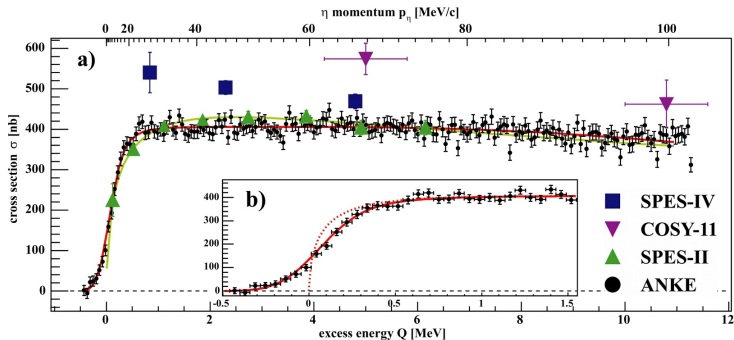 η momentum pη [MeV/c]
0 20 40 60 80 100
a)
600
500
400
300
200
100
0
cross section σ [nb]
b)
400
300
200
100
0
-0.5 0 0.5 1 1.5
SPES-IV
COSY-11
SPES-II
ANKE
0 2 4 6 8 10 12
excess energy Q [MeV]